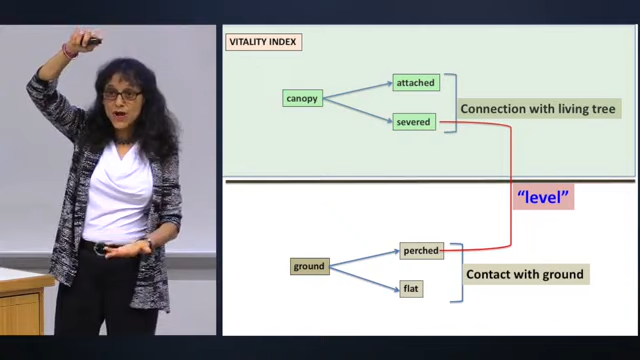 VITALITY INDEX
attached
canopy
Connection with living tree
severed
“level”
perched
ground
Contact with ground
flat